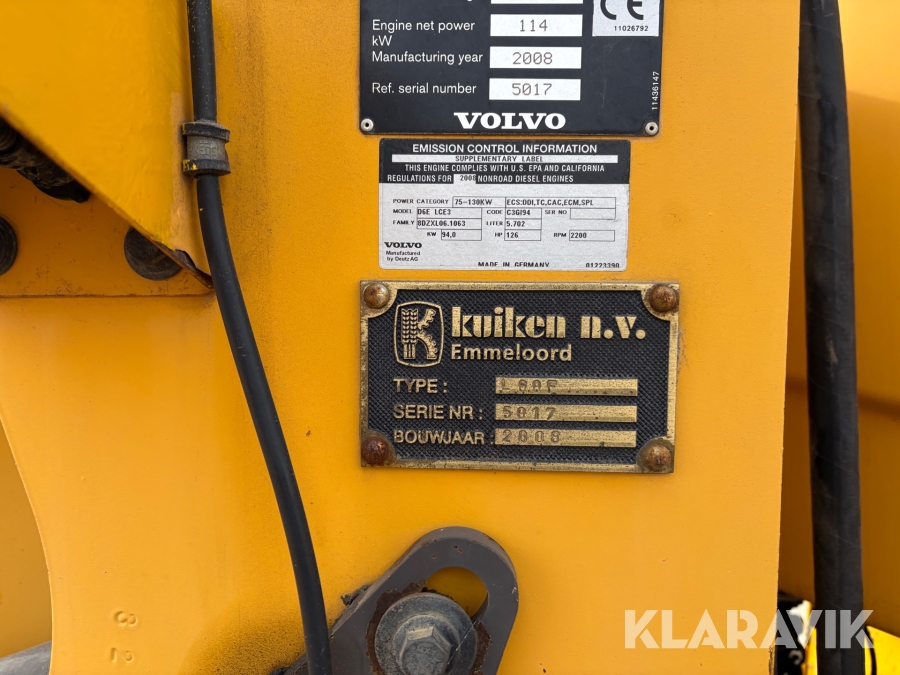 Engine net power 114
kW
Manufacturing year 2008
Ref. serial number 5017
VOLVO
CE
11026792
11436147
EMISSION CONTROL INFORMATION
SUPPLEMENTARY LABEL
THIS ENGINE COMPLIES WITH U.S. EPA AND CALIFORNIA
REGULATIONS FOR 2008 NONROAD DIESEL ENGINES
POWER CATEGORY 75-130KW ECS:DDI,TC,CAC,ECM,SPL
MODEL D6E LCE3 CODE C3GI94 SER NO
FAMILY 8DZXL06.1063 LITER 5.702
KW 94,0 HP 126 RPM 2200
VOLVO
Manufactured
by Deutz AG
MADE IN GERMANY 01223390
kuiken n.v.
Emmeloord
TYPE: L60F
SERIE NR: 5017
BOUWJAAR: 2008
KLARAVIK